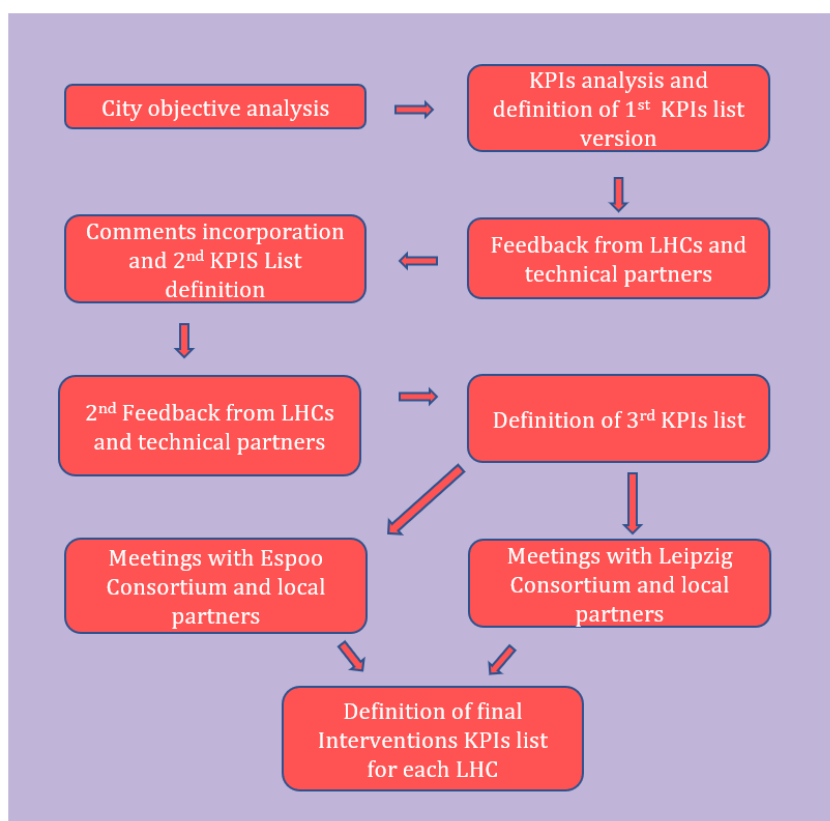 City objective analysis
KPIs analysis and
definition of 1st KPIs list
version
Feedback from LHCs and
technical partners
Comments incorporation
and 2nd KPIS List
definition
2nd Feedback from LHCs
and technical partners
Definition of 3rd KPIs list
Meetings with Espoo
Consortium and local
partners
Meetings with Leipzig
Consortium and local
partners
Definition of final
Interventions KPIs list
for each LHC